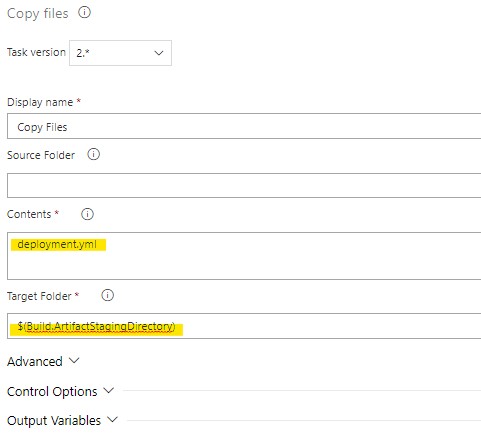 Copy files
Task version 2.*
Display name *
Copy Files
Source Folder
Contents *
deployment.yml
Target Folder *
$(Build.ArtifactStagingDirectory)
Advanced
Control Options
Output Variables